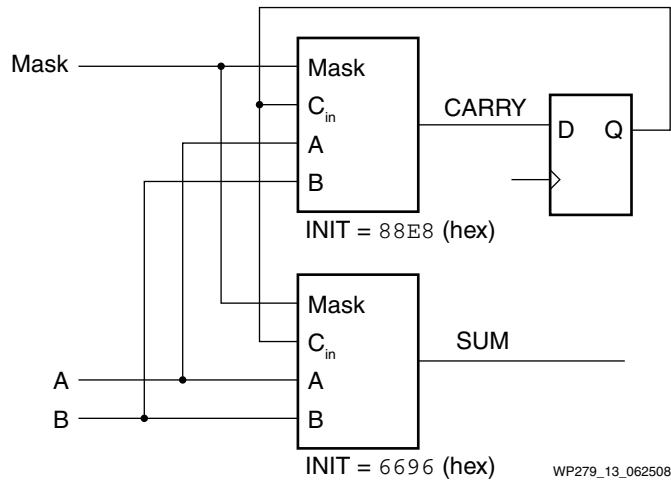 Mask
Mask
Cin
A
B
CARRY
D Q
INIT = 88E8 (hex)
Mask
Cin
A
B
SUM
A
B
INIT = 6696 (hex)
WP279_13_062508